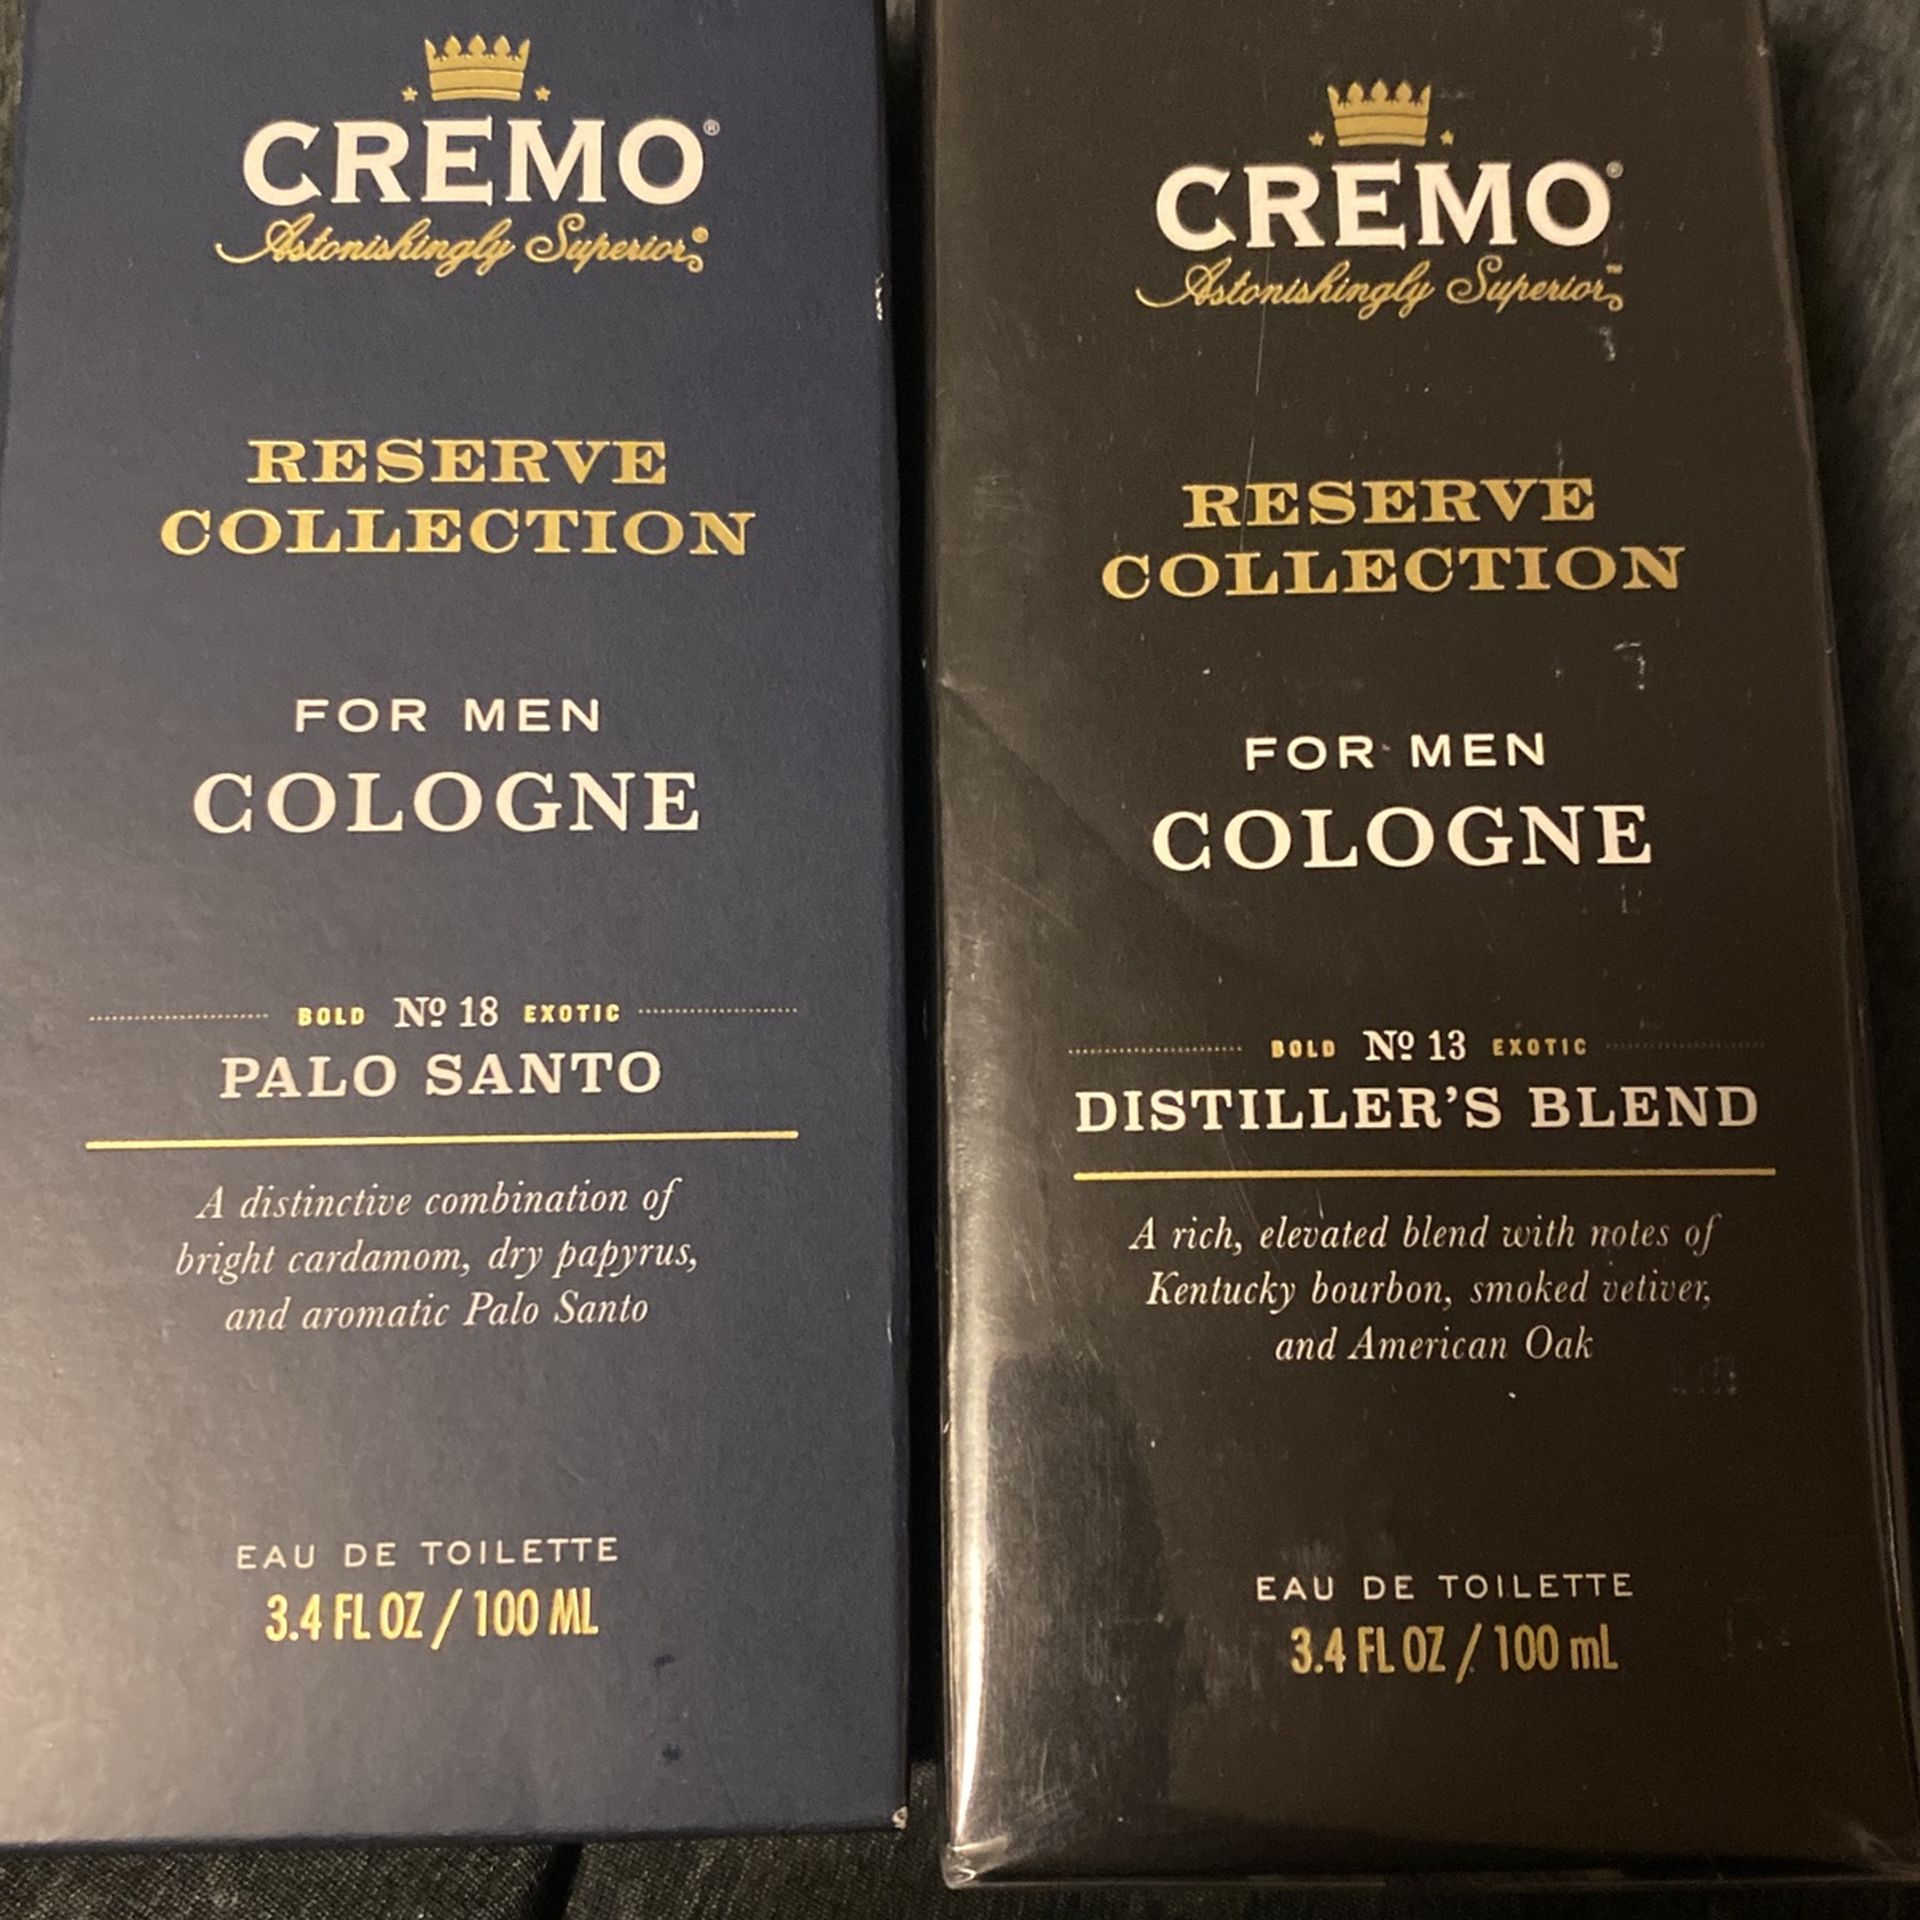 CREMO®
Astonishingly Superior®
RESERVE
COLLECTION
FOR MEN
COLOGNE
BOLD Nº 18 EXOTIC
PALO SANTO
A distinctive combination of
bright cardamom, dry papyrus,
and aromatic Palo Santo
EAU DE TOILETTE
3.4 FL OZ / 100 ML
CREMO®
Astonishingly Superior™
RESERVE
COLLECTION
FOR MEN
COLOGNE
BOLD Nº 13 EXOTIC
DISTILLER'S BLEND
A rich, elevated blend with notes of
Kentucky bourbon, smoked vetiver,
and American Oak
EAU DE TOILETTE
3.4 FL OZ / 100 mL